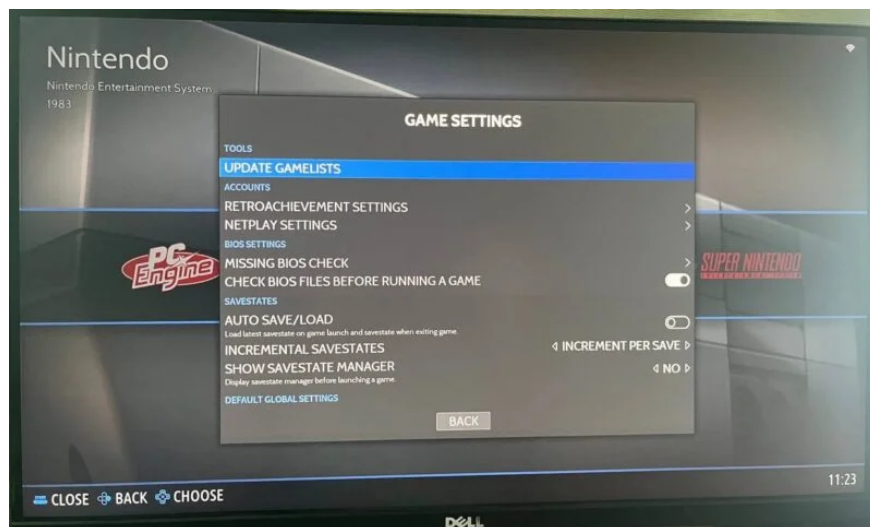 Nintendo
Nintendo Entertainment System
1983
GAME SETTINGS
TOOLS
UPDATE GAMELISTS
ACCOUNTS
RETROACHIEVEMENT SETTINGS
NETPLAY SETTINGS
BIOS SETTINGS
MISSING BIOS CHECK
CHECK BIOS FILES BEFORE RUNNING A GAME
SAVESTATES
AUTO SAVE/LOAD
Load latest savestate on game launch and savestate when exiting game.
INCREMENTAL SAVESTATES
INCREMENT PER SAVE
SHOW SAVESTATE MANAGER
NO
Display savestate manager before launching a game.
DEFAULT GLOBAL SETTINGS
BACK
PC
Engine
SUPER NINTENDO
CLOSE BACK CHOOSE
11:23
DELL